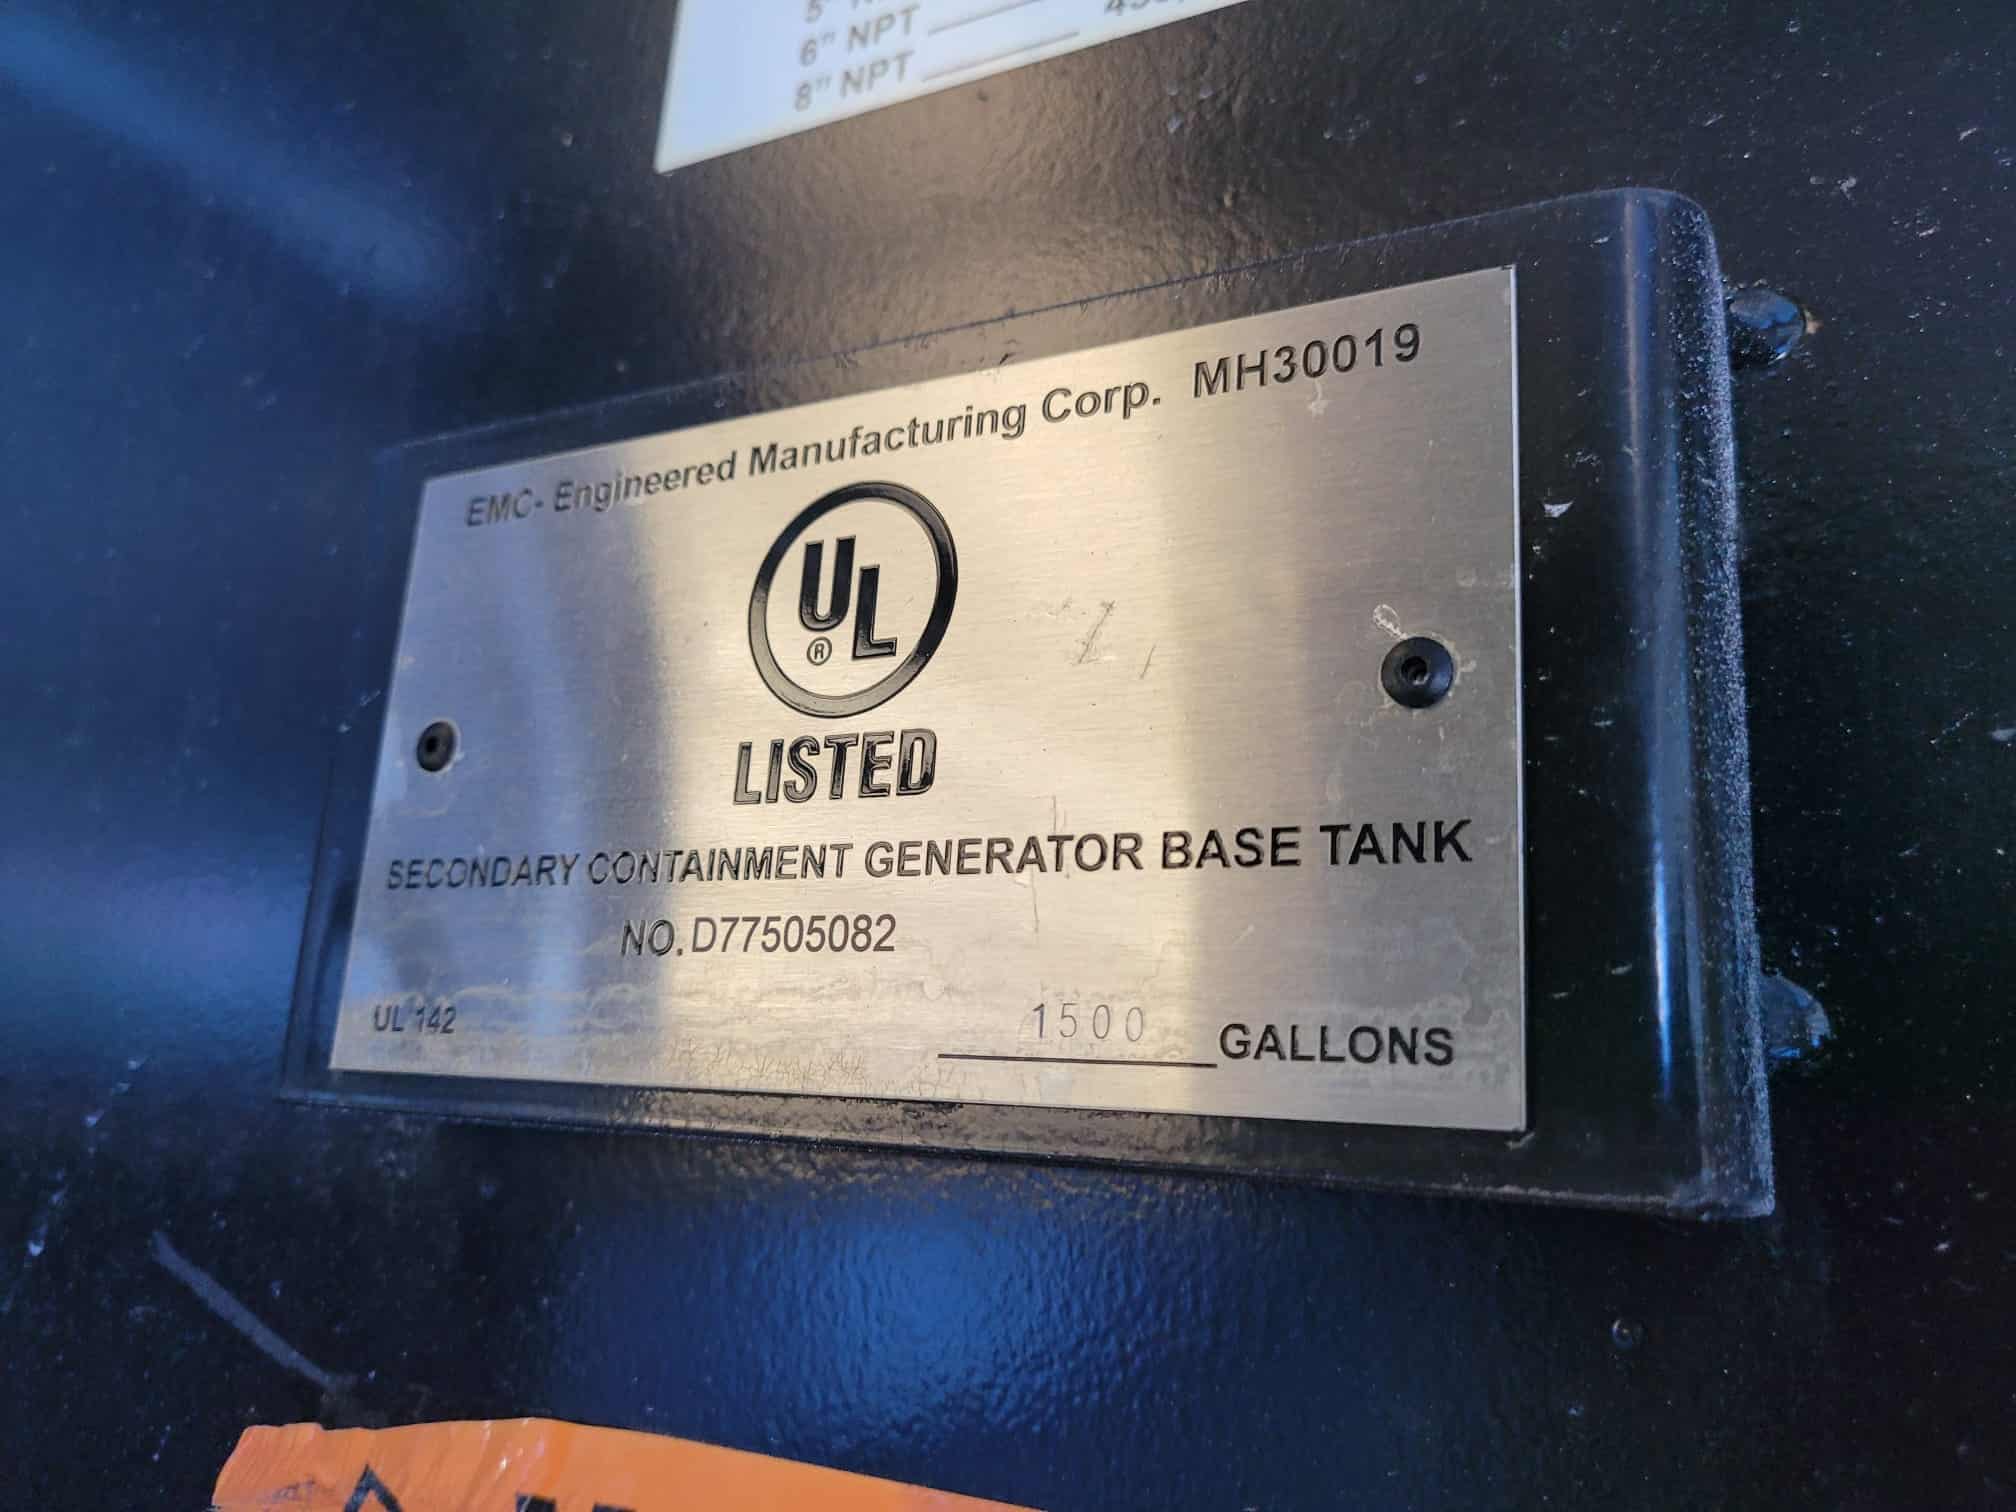 6" NPT
8" NPT
EMC- Engineered Manufacturing Corp. MH30019
UL
®
LISTED
SECONDARY CONTAINMENT GENERATOR BASE TANK
NO. D77505082
UL 142
1500 GALLONS